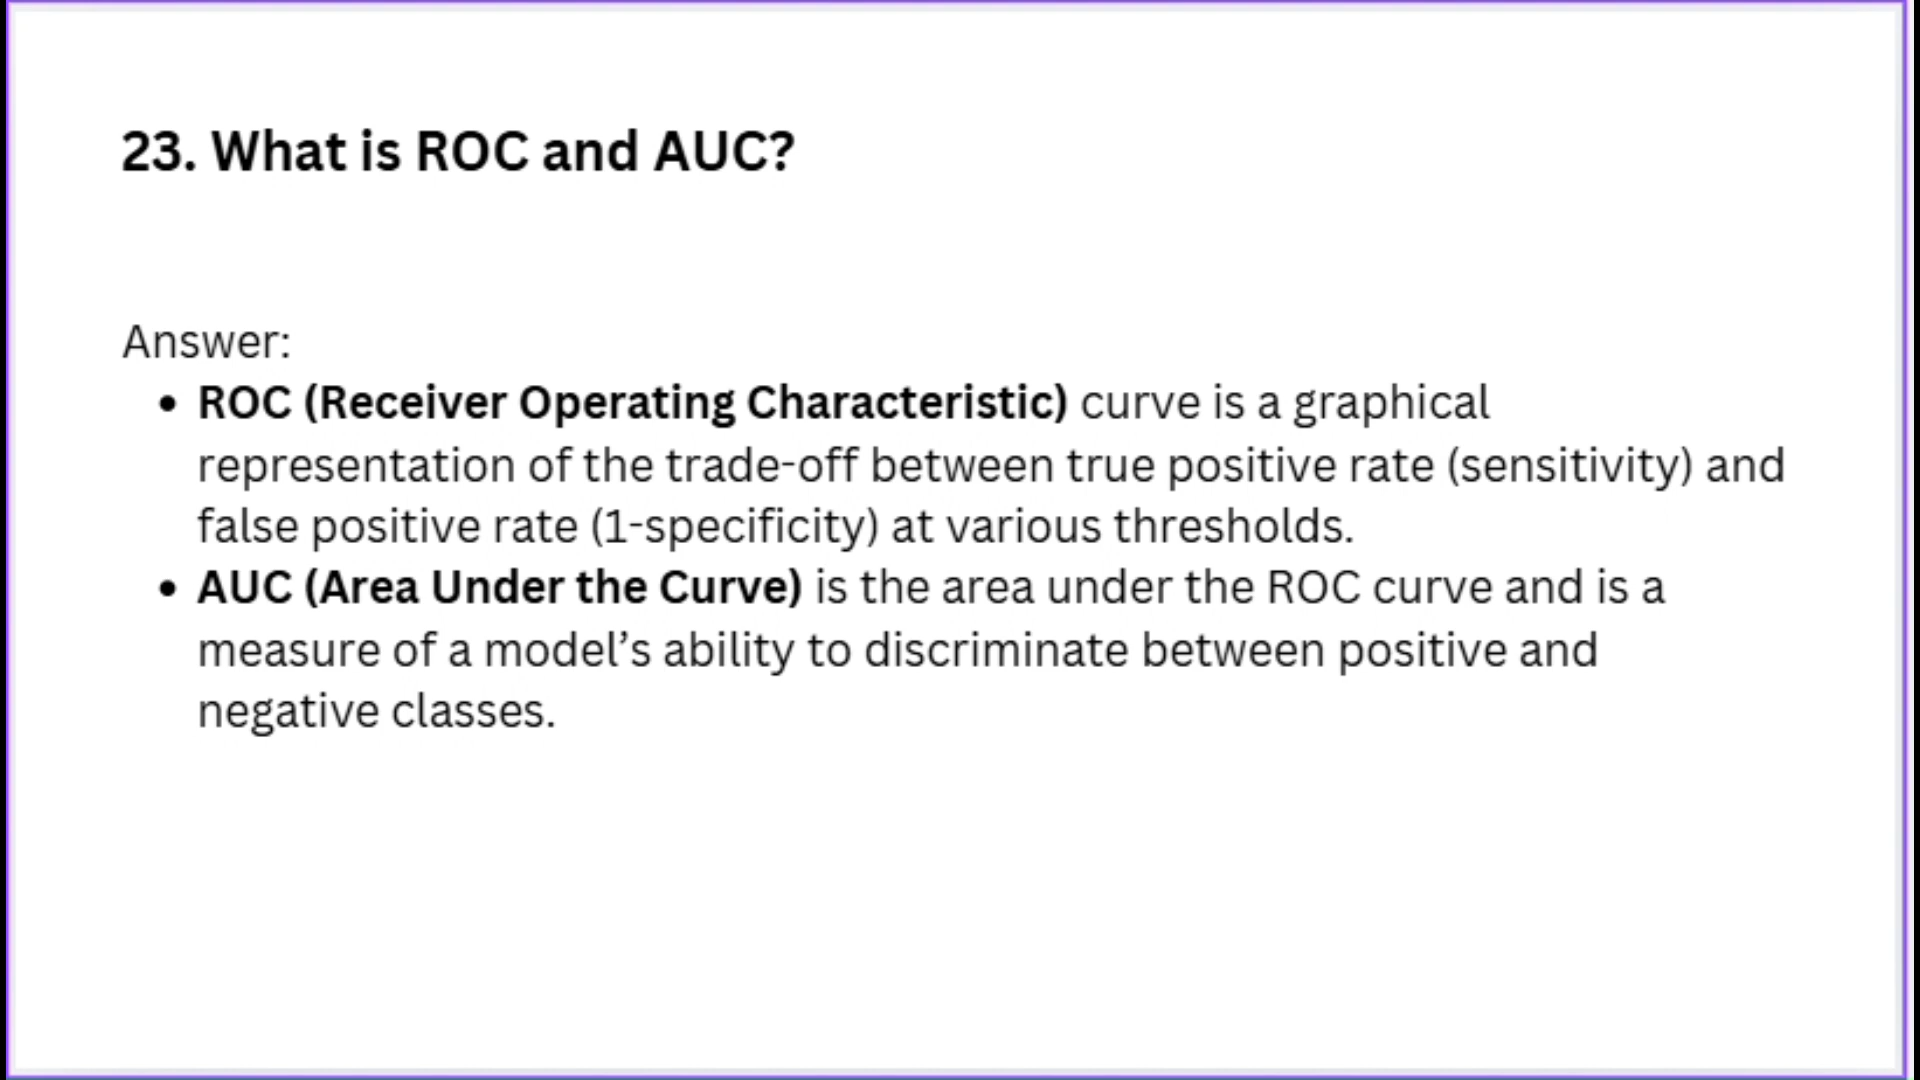 23. What is ROC and AUC?
Answer:
• ROC (Receiver Operating Characteristic) curve is a graphical
representation of the trade-off between true positive rate (sensitivity) and
false positive rate (1-specificity) at various thresholds.
• AUC (Area Under the Curve) is the area under the ROC curve and is a
measure of a model’s ability to discriminate between positive and
negative classes.